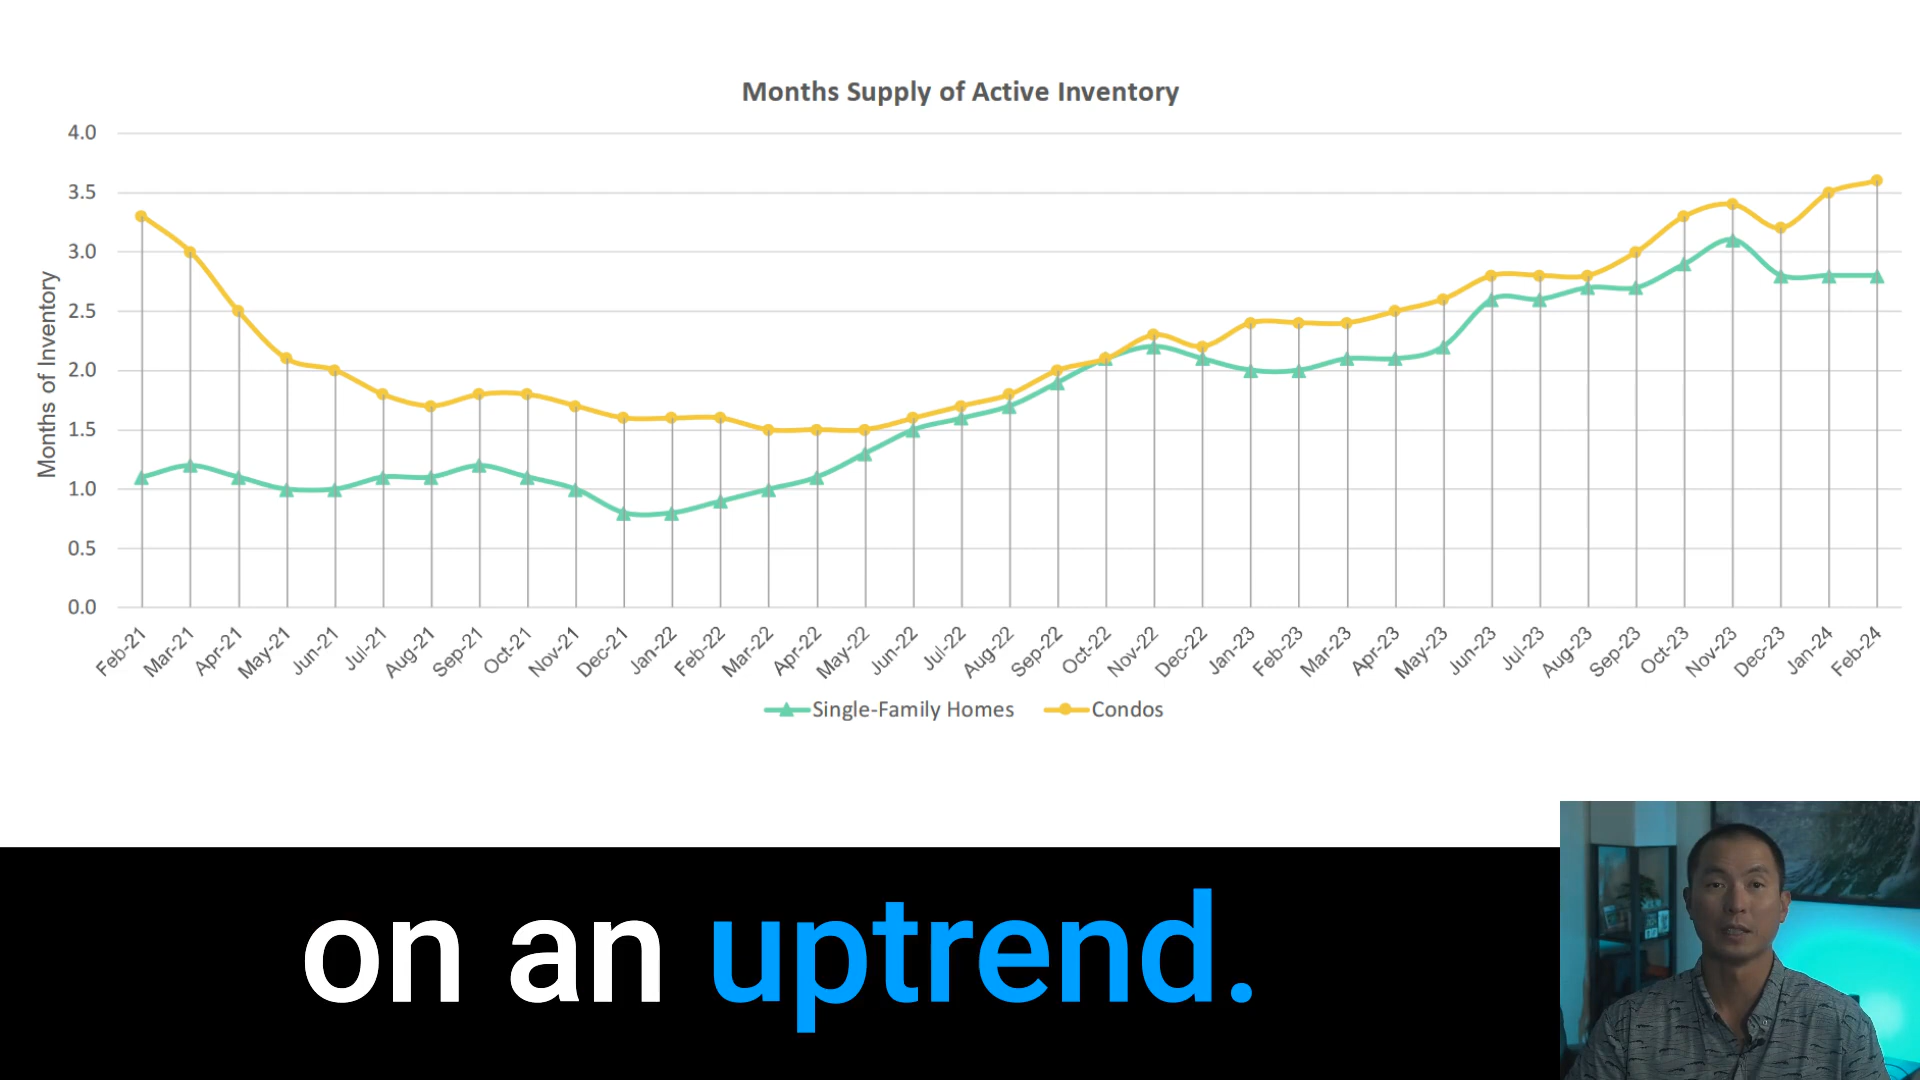 Months Supply of Active Inventory
4.0
3.5
3.0
2.5
2.0
1.5
1.0
0.5
0.0
Months of Inventory
Feb-21 Mar-21 Apr-21 May-21 Jun-21 Jul-21 Aug-21 Sep-21 Oct-21 Nov-21 Dec-21 Jan-22 Feb-22 Mar-22 Apr-22 May-22 Jun-22 Jul-22 Aug-22 Sep-22 Oct-22 Nov-22 Dec-22 Jan-23 Feb-23 Mar-23 Apr-23 May-23 Jun-23 Jul-23 Aug-23 Sep-23 Oct-23 Nov-23 Dec-23 Jan-24 Feb-24
Single-Family Homes Condos
on an uptrend.